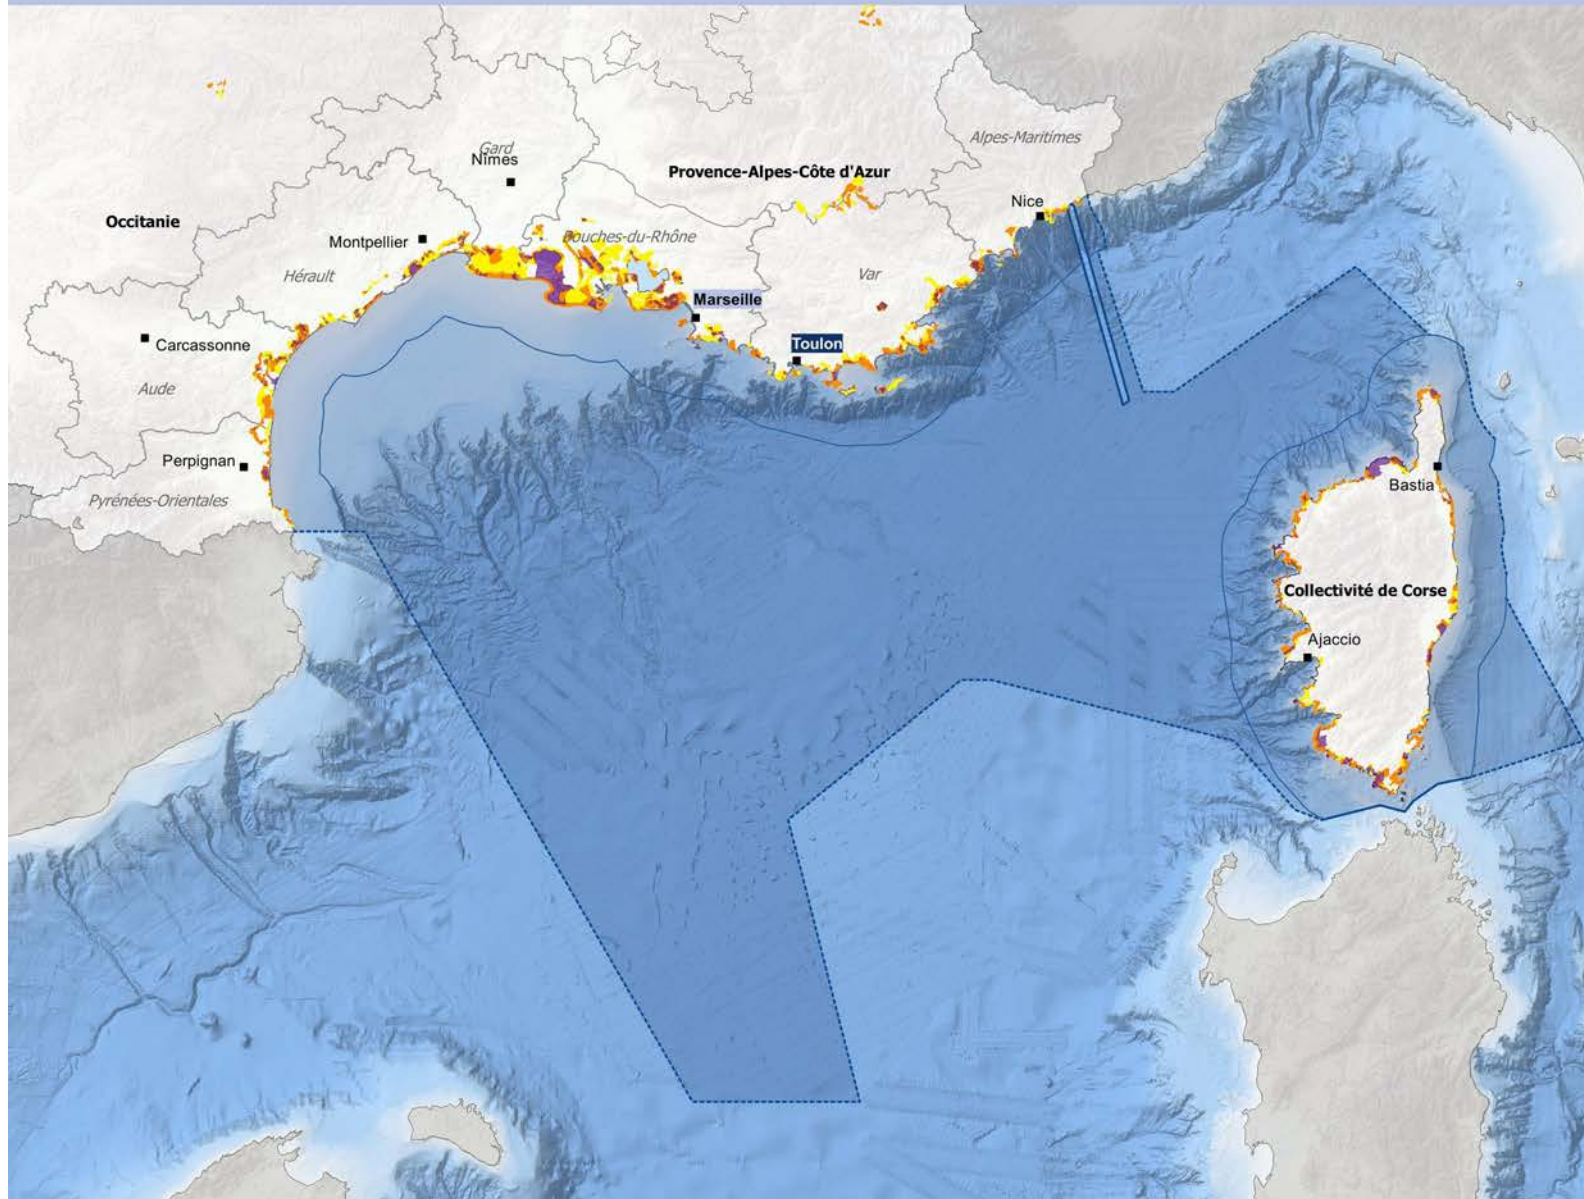 Alpes-Maritimes
Gard
Nîmes
Provence-Alpes-Côte d'Azur
Nice
Occitanie
Montpellier
Bouches-du-Rhône
Hérault
Var
Marseille
Carcassonne
Toulon
Aude
Perpignan
Bastia
Pyrénées-Orientales
Collectivité de Corse
Ajaccio